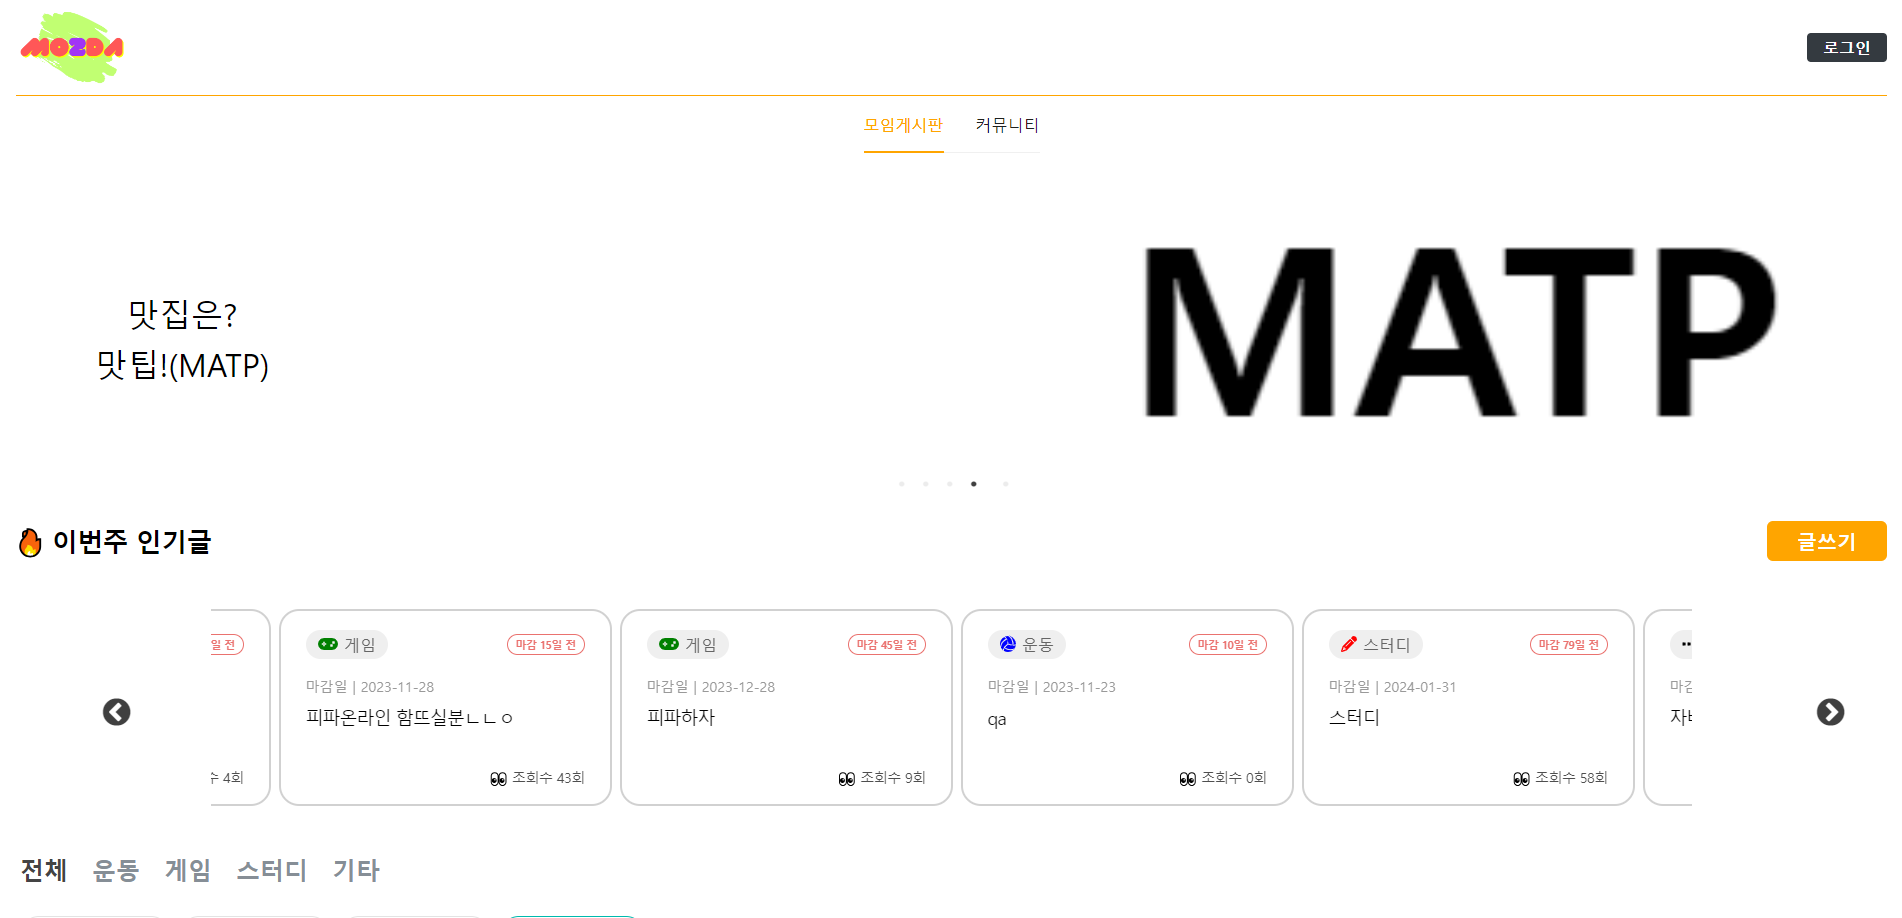 MOZDA
로그인
모임게시판 커뮤니티
맛집은?
맛팁!(MATP)
MATP
이번주 인기글
글쓰기
일 전
수 4회
게임 마감 15일 전
마감일 | 2023-11-28
피파온라인 함뜨실분ㄴㄴㅇ
조회수 43회
게임 마감 45일 전
마감일 | 2023-12-28
피파하자
조회수 9회
운동 마감 10일 전
마감일 | 2023-11-23
qa
조회수 0회
스터디 마감 79일 전
마감일 | 2024-01-31
스터디
조회수 58회
전체 운동 게임 스터디 기타